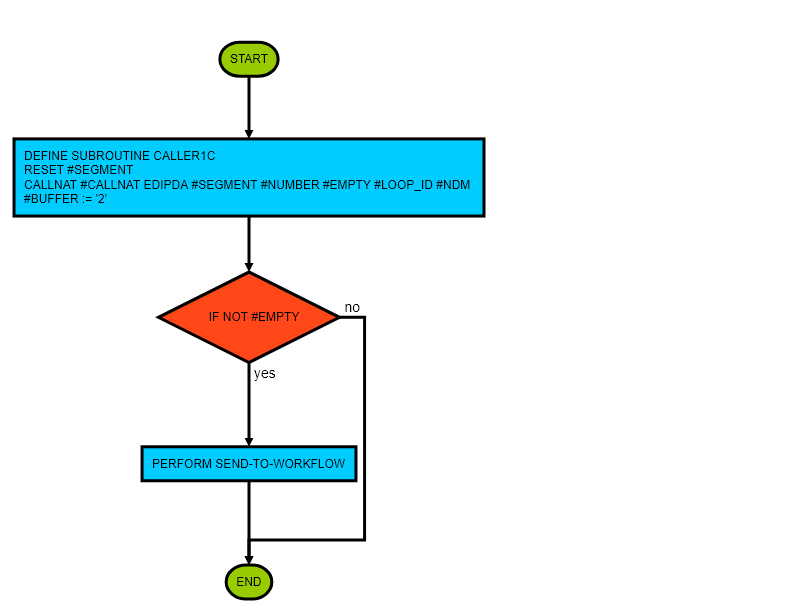 START
DEFINE SUBROUTINE CALLER1C
RESET #SEGMENT
CALLNAT #CALLNAT EDIPDA #SEGMENT #NUMBER #EMPTY #LOOP_ID #NDM
#BUFFER := '2'
IF NOT #EMPTY
no
yes
PERFORM SEND-TO-WORKFLOW
END